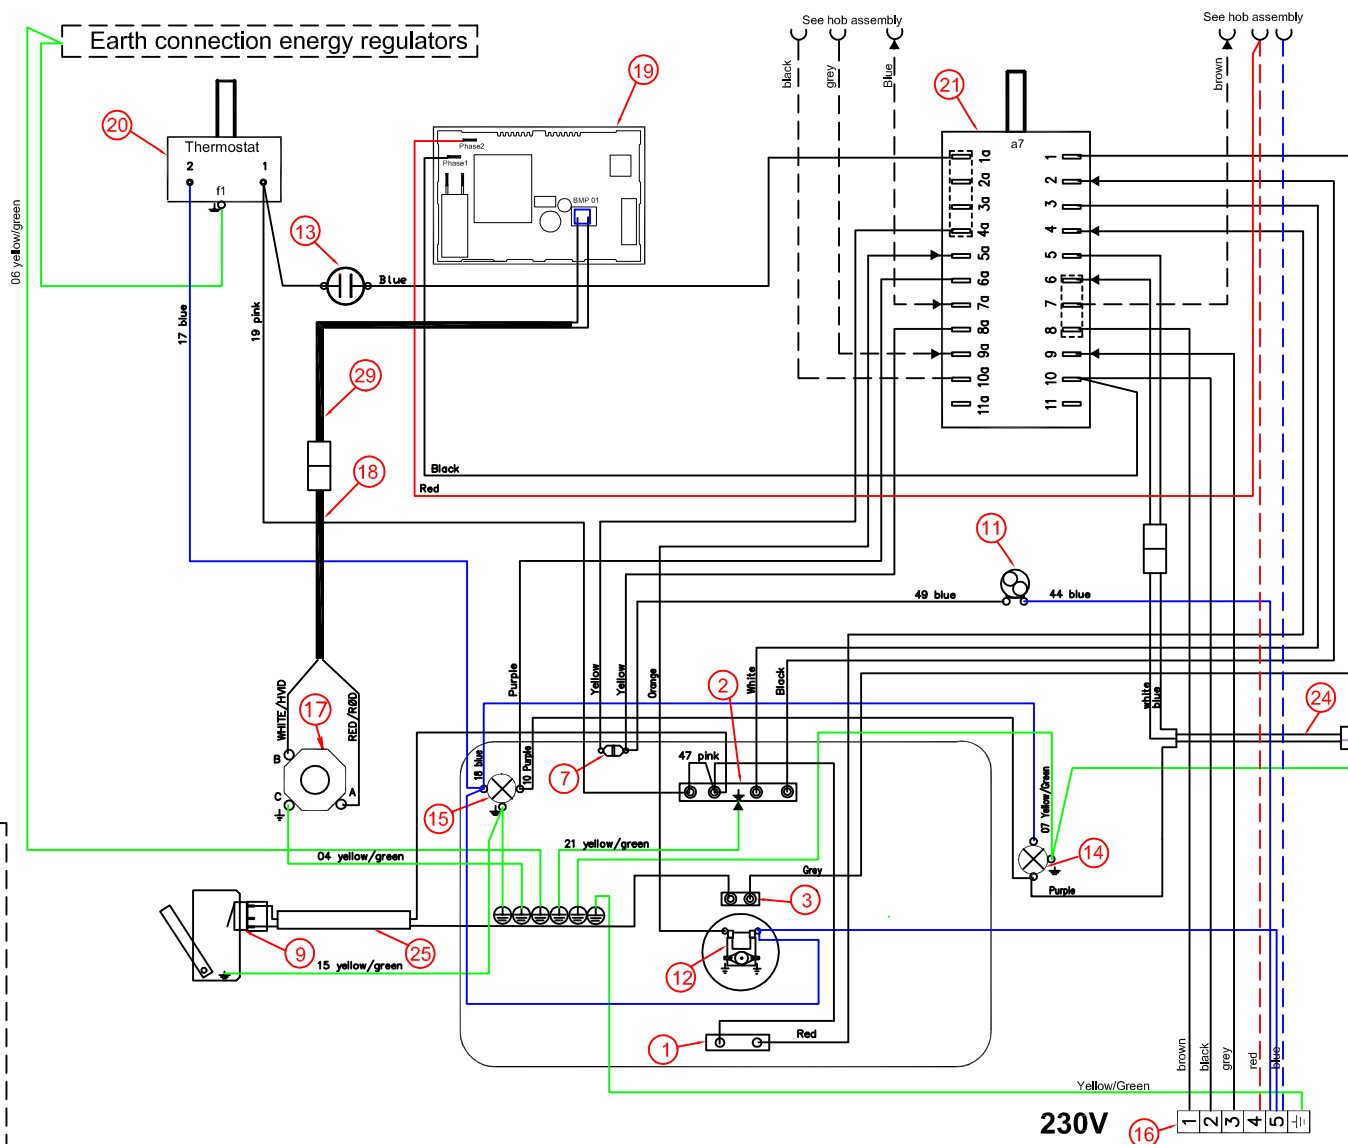 See hob assembly
See hob assembly
Earth connection energy regulators
black
grey
Blue
brown
19
21
20
Thermostat
2
1
f1
Phase2
Phase1
BMP 01
a7
1a
2a
3a
4a
5a
6a
7a
8a
9a
10a
11a
1
2
3
4
5
6
7
8
9
10
11
06 yellow/green
13
Blue
17 blue
19 pink
29
18
Black
Red
11
49 blue
44 blue
WHITE/HVID
RED/RØD
17
B
C
A
Purple
Yellow
Yellow
Orange
2
White
Black
white
blue
24
18 blue
10 Purple
7
47 pink
15
07 Yellow/Green
14
04 yellow/green
21 yellow/green
Grey
Purple
3
9
25
12
15 yellow/green
1
Red
brown
black
grey
red
blue
Yellow/Green
230V
16
1
2
3
4
5